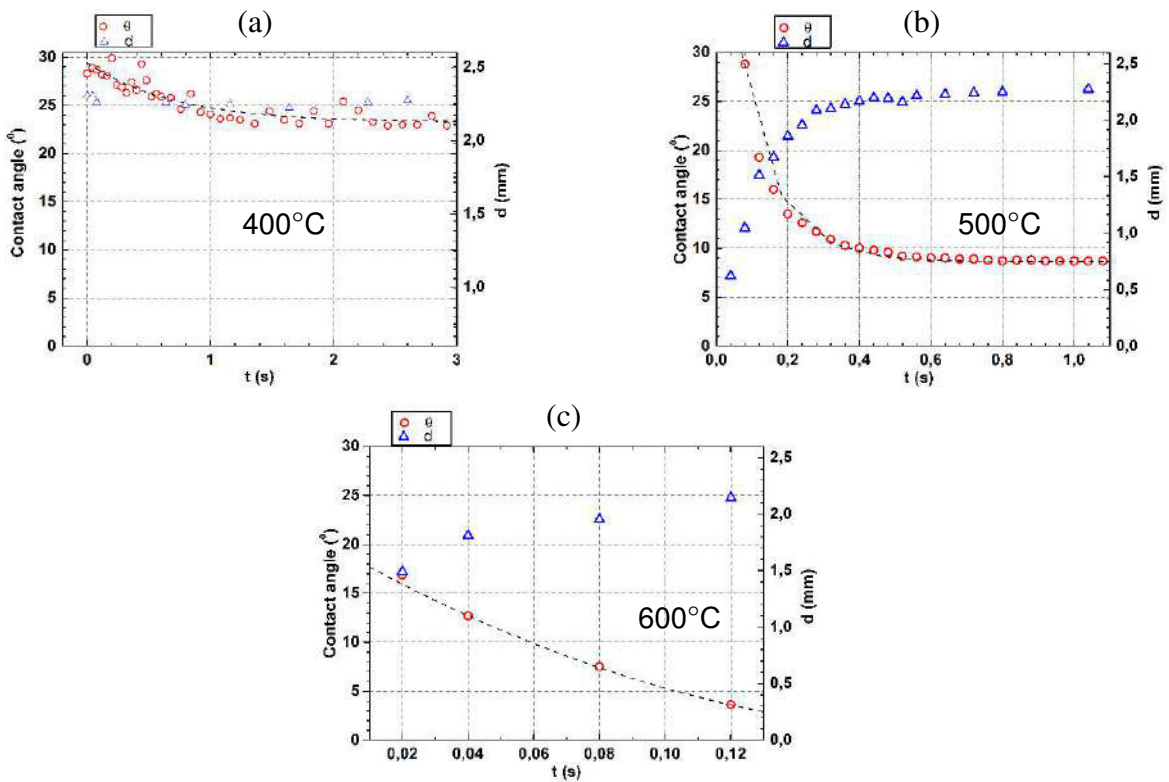 (a)
θ
d
30
25
20
15
10
5
0
Contact angle (⁰)
2,5
2,0
1,5
1,0
d (mm)
400°C
0 1 2 3
t (s)
(b)
θ
d
30
25
20
15
10
5
0
Contact angle (⁰)
2,5
2,0
1,5
1,0
0,5
0,0
d (mm)
500°C
0,0 0,2 0,4 0,6 0,8 1,0
t (s)
(c)
θ
d
30
25
20
15
10
5
0
Contact angle (⁰)
2,5
2,0
1,5
1,0
0,5
0,0
d (mm)
600°C
0,02 0,04 0,06 0,08 0,10 0,12
t (s)